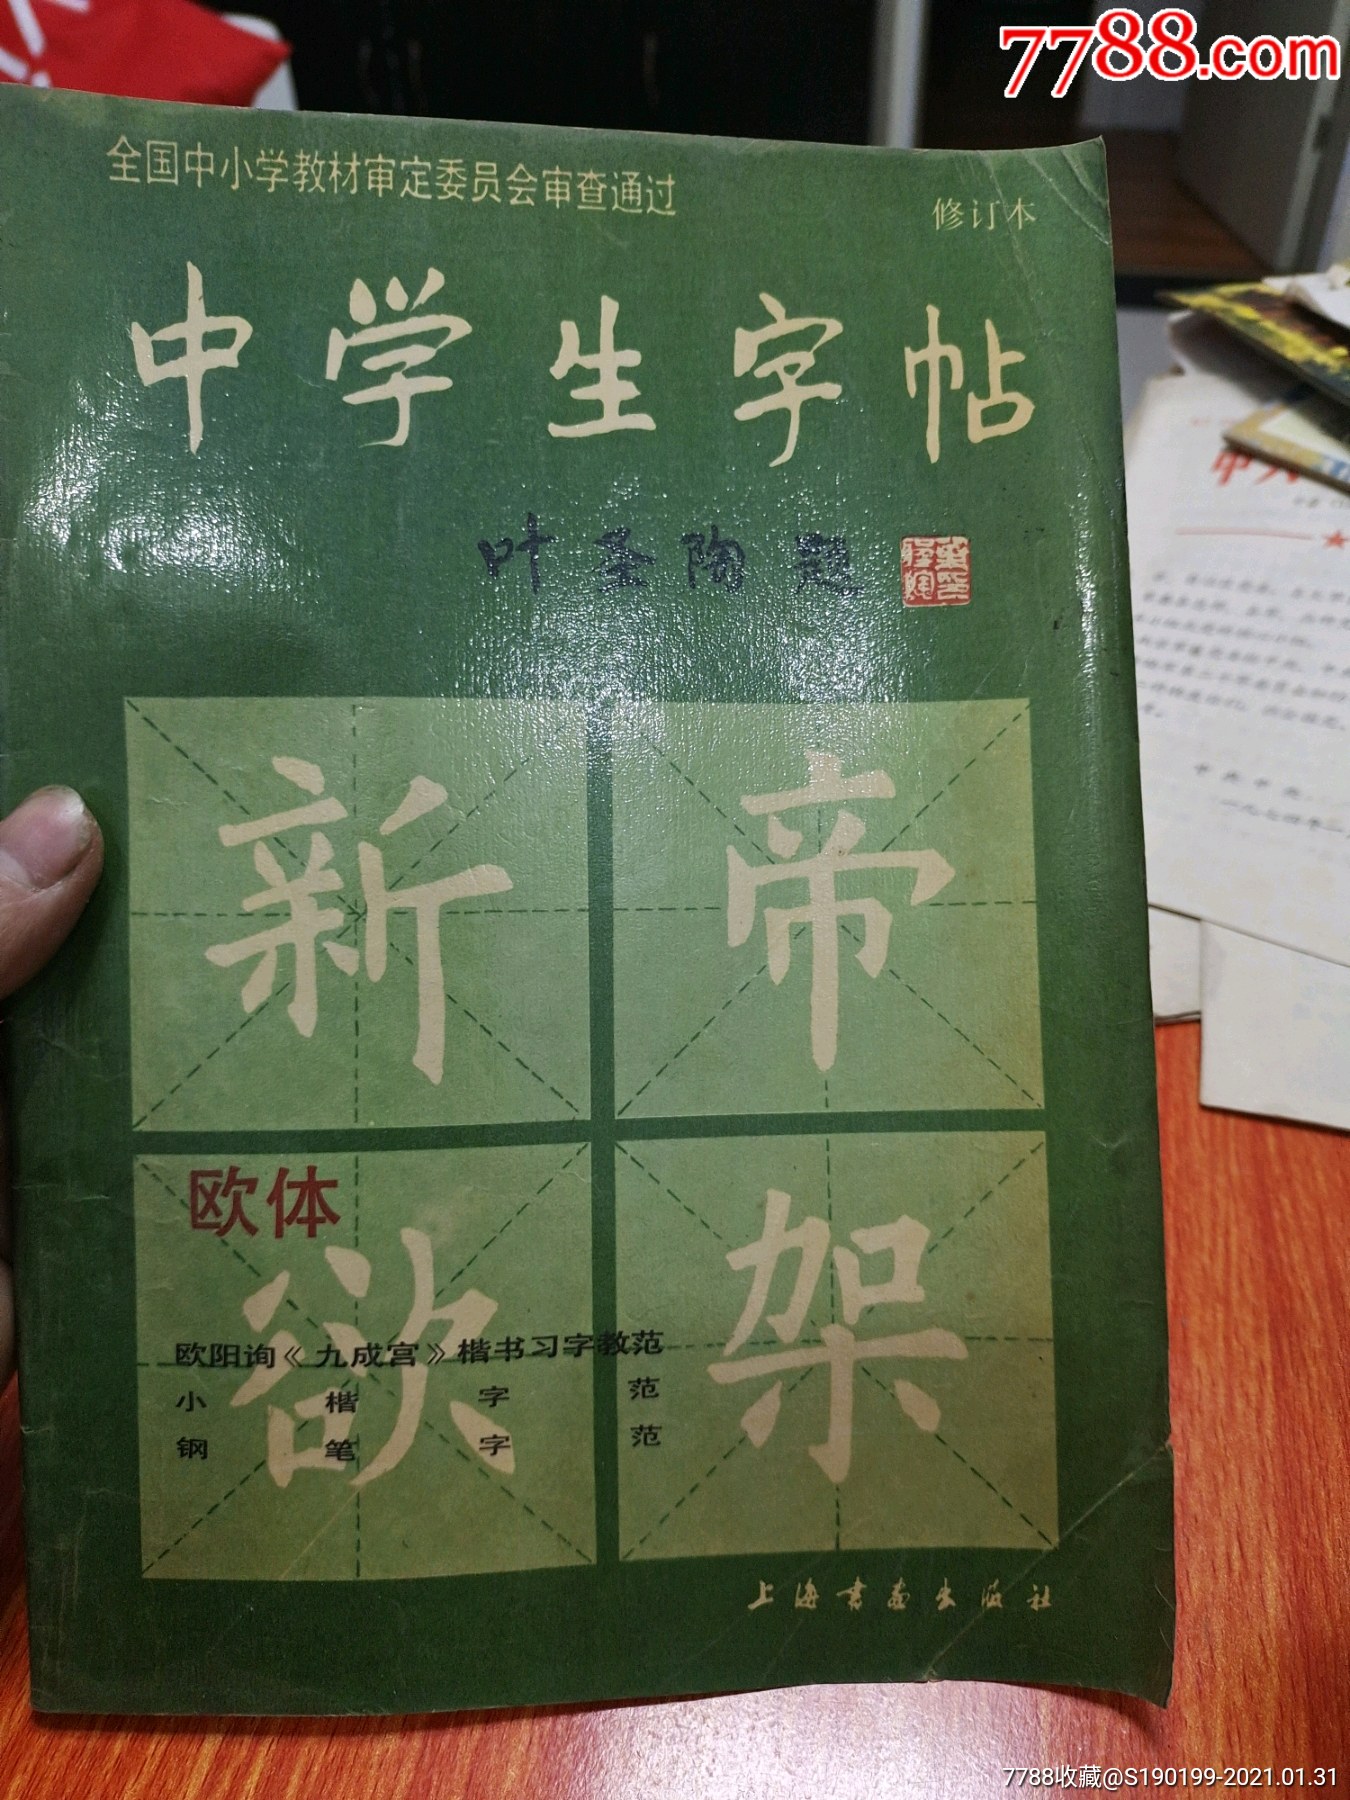 7788.com
全国中小学教材审定委员会审查通过
修订本
中学生字帖
叶圣陶题
新帝
欧体
欲架
欧阳询《九成宫》楷书习字教范
小楷字范
钢笔字范
上海书画出版社
7788收藏@S190199-2021.01.31